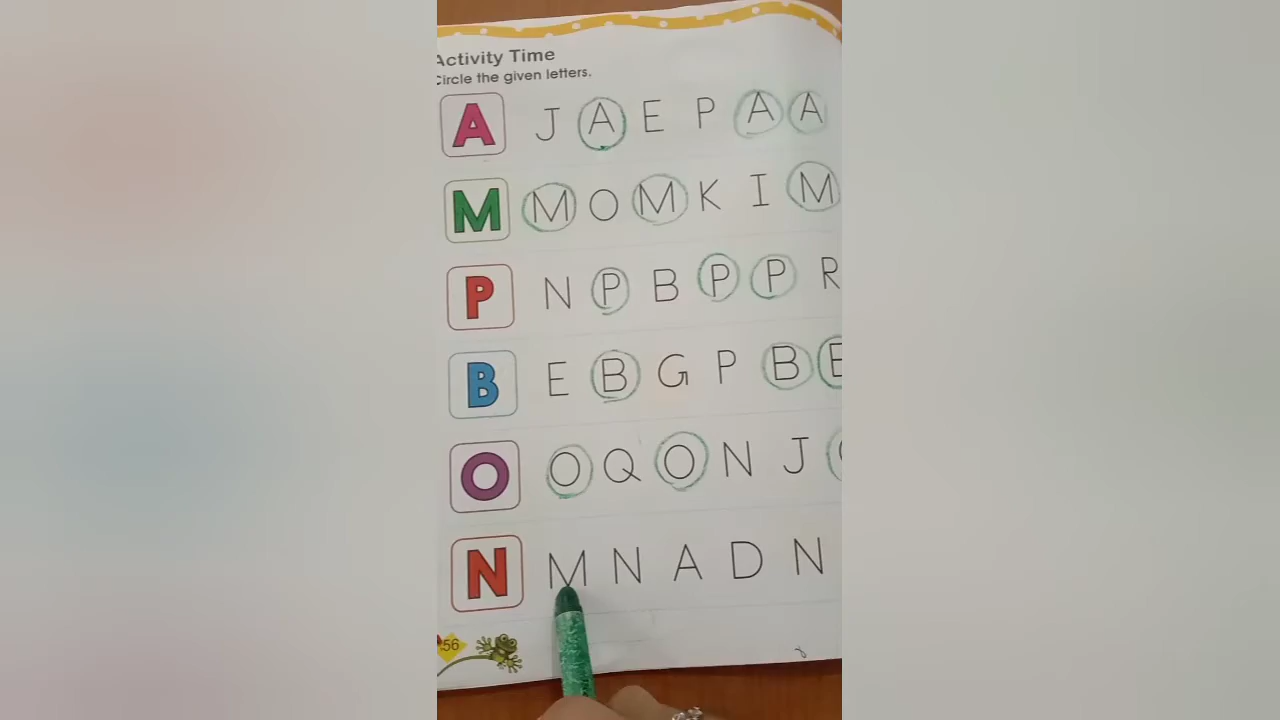 Activity Time
Circle the given letters.
A J A E P A A
M M O M K I M
P N P B P P R
B E B G P B
O O Q O N J
N M N A D N
56